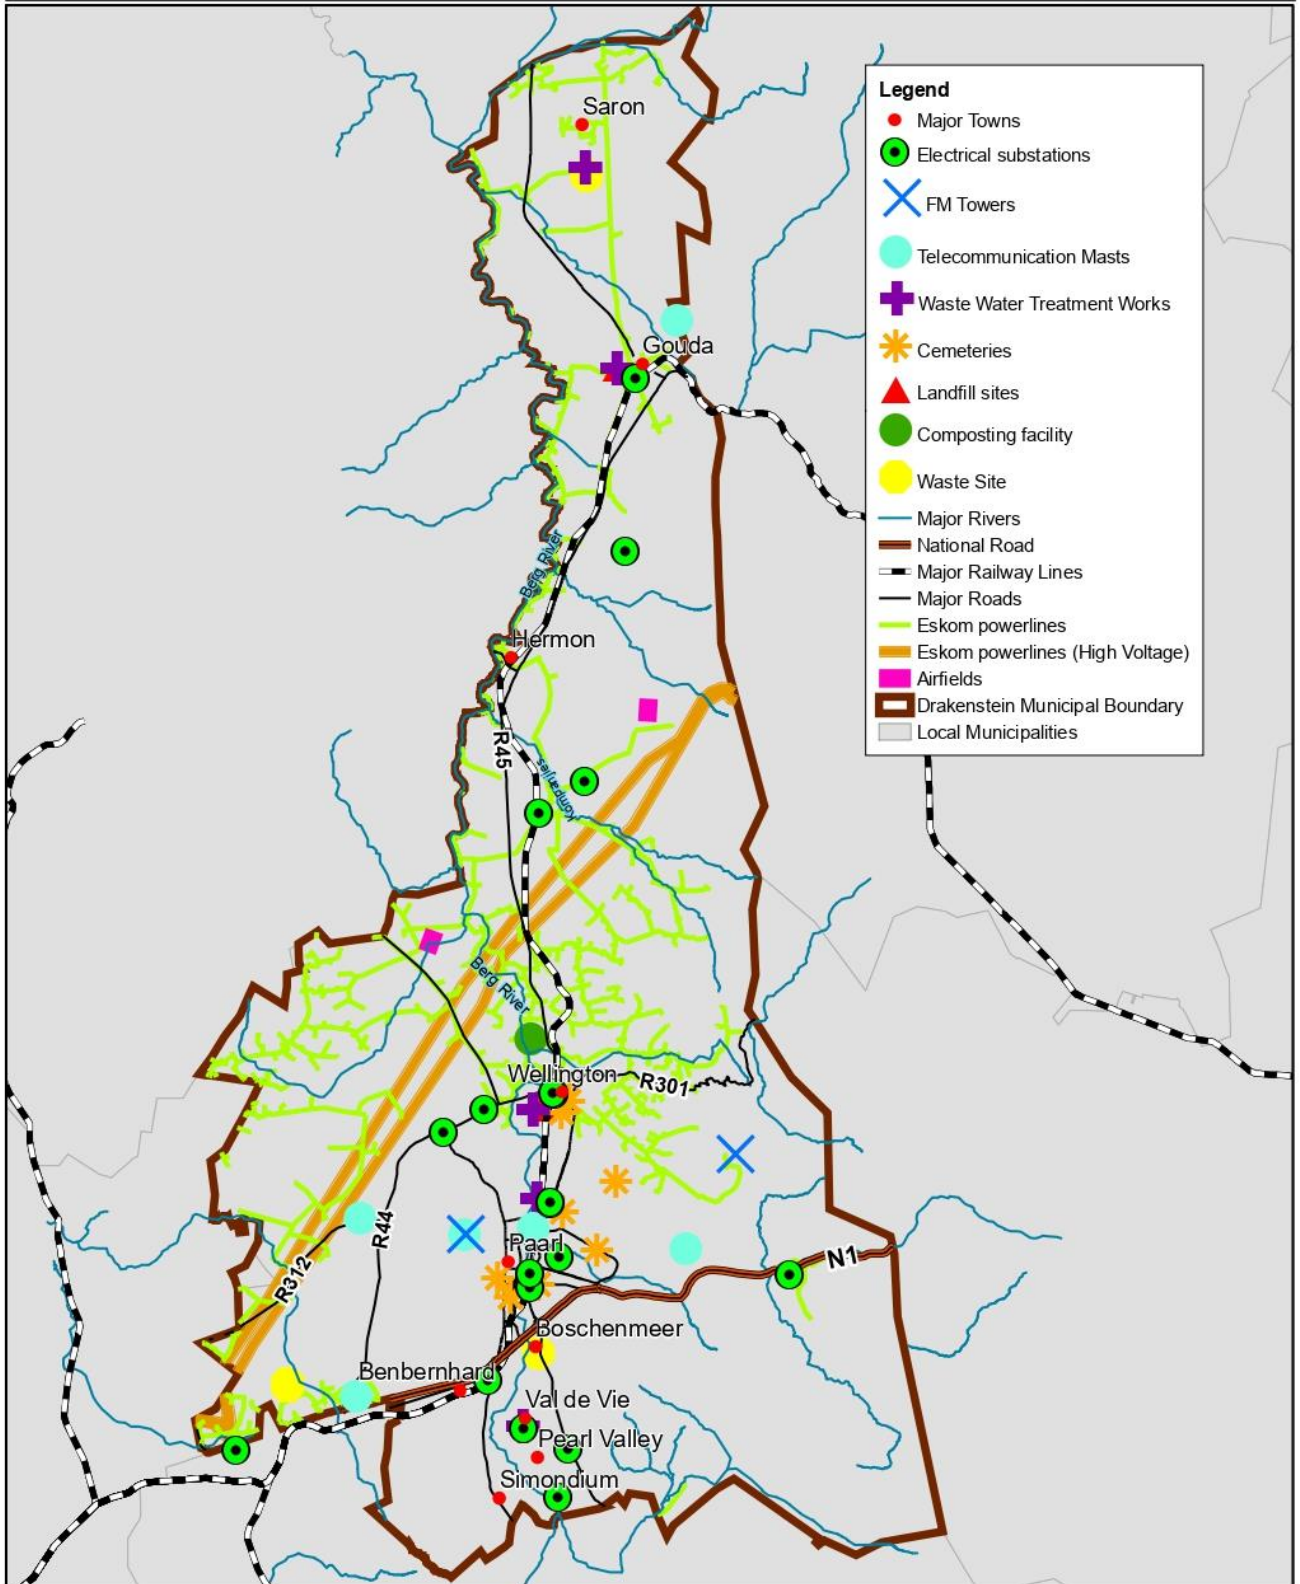 Legend
Major Towns
Electrical substations
FM Towers
Telecommunication Masts
Waste Water Treatment Works
Cemeteries
Landfill sites
Composting facility
Waste Site
Major Rivers
National Road
Major Railway Lines
Major Roads
Eskom powerlines
Eskom powerlines (High Voltage)
Airfields
Drakenstein Municipal Boundary
Local Municipalities
Saron
Gouda
Berg River
Hermon
R45
Kompanjies
Berg River
Wellington
R301
R44
R312
Paarl
N1
Boschenmeer
Benbernhard
Val de Vie
Pearl Valley
Simondium